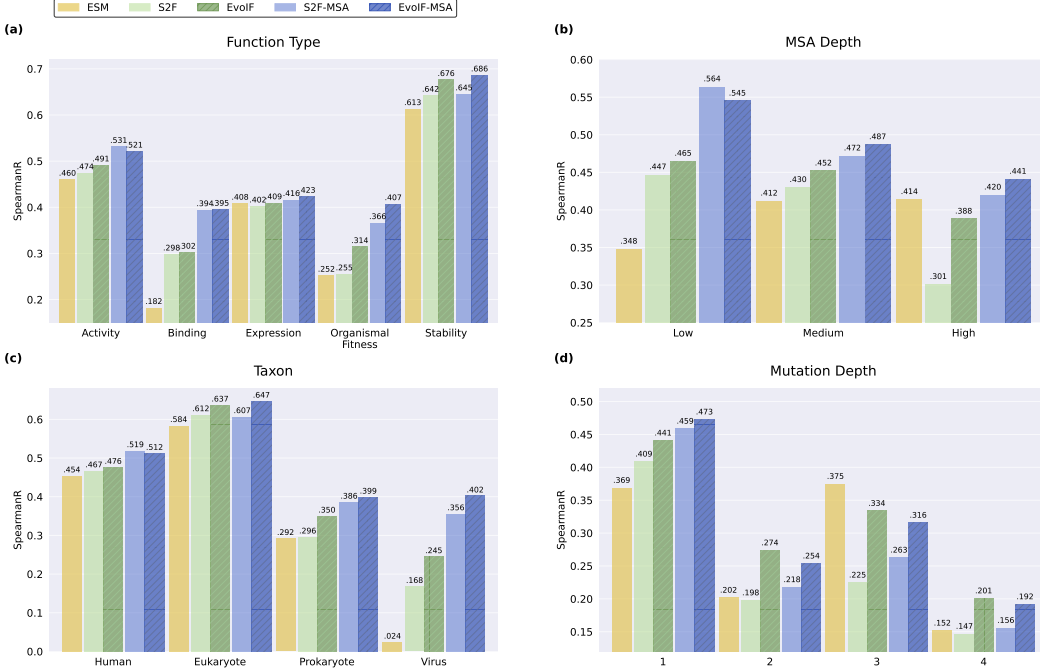 ESM S2F EvoIF S2F-MSA EvoIF-MSA
(a)
Function Type
SpearmanR
0.7
0.6
0.5
0.4
0.3
0.2
.460 .474 .491 .531 .521
.182 .298 .302 .394 .395
.408 .402 .409 .416 .423
.252 .255 .314 .366 .407
.613 .642 .676 .645 .686
Activity Binding Expression Organismal Fitness Stability
(b)
MSA Depth
SpearmanR
0.60
0.55
0.50
0.45
0.40
0.35
0.30
0.25
.348 .447 .465 .564 .545
.412 .430 .452 .472 .487
.414 .301 .388 .420 .441
Low Medium High
(c)
Taxon
SpearmanR
0.6
0.5
0.4
0.3
0.2
0.1
0.0
.454 .467 .476 .519 .512
.584 .612 .637 .607 .647
.292 .296 .350 .386 .399
.024 .168 .245 .356 .402
Human Eukaryote Prokaryote Virus
(d)
Mutation Depth
SpearmanR
0.50
0.45
0.40
0.35
0.30
0.25
0.20
0.15
.369 .409 .441 .459 .473
.202 .198 .274 .218 .254
.375 .225 .334 .263 .316
.152 .147 .201 .156 .192
1 2 3 4